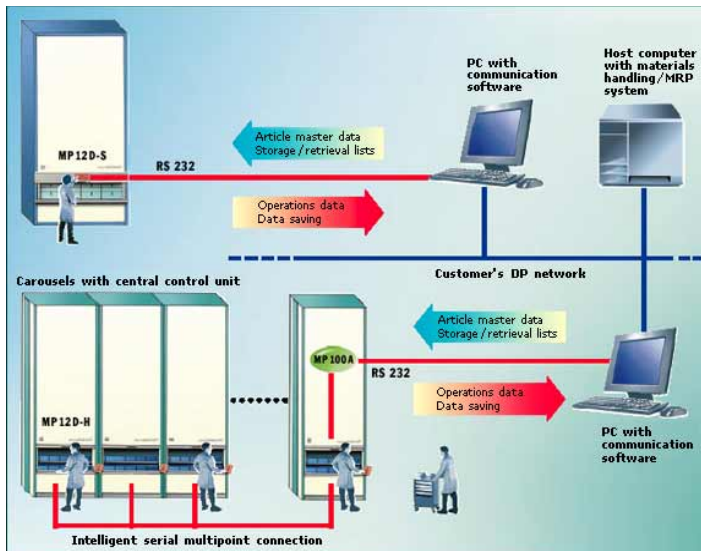 PC with
communication
software
Host computer
with materials
handling/MRP
system
MP12D-S
RS 232
Article master data
Storage/retrieval lists
Operations data
Data saving
Customer's DP network
Carousels with central control unit
Article master data
Storage/retrieval lists
MP100A
RS 232
Operations data
Data saving
MP12D-H
PC with
communication
software
Intelligent serial multipoint connection